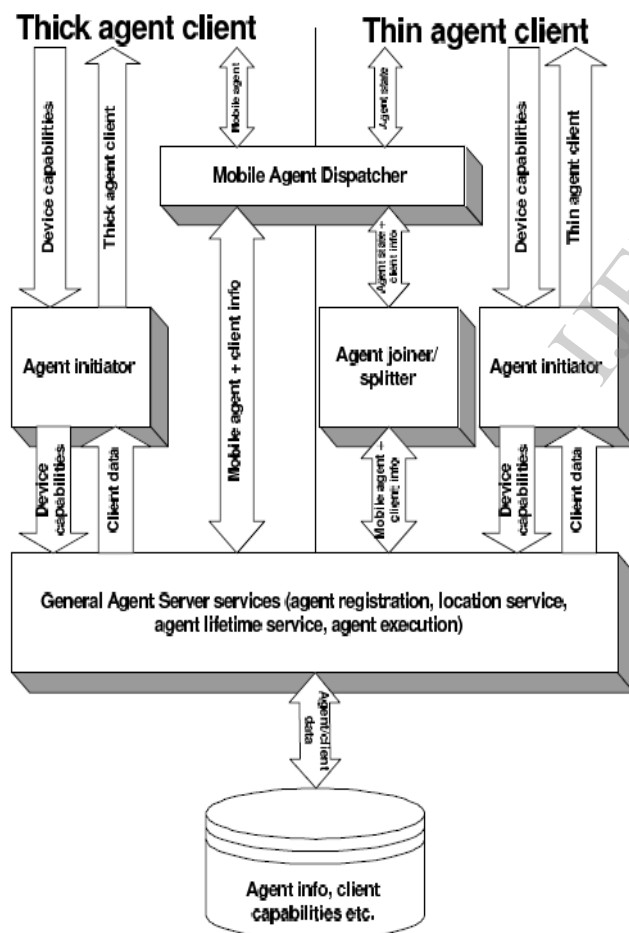 Thick agent client
Thin agent client
Device capabilities
Thick agent client
Mobile agent
Agent state
Device capabilities
Thin agent client
Mobile Agent Dispatcher
Agent initiator
Mobile agent + client info
Agent state +
client info
Agent joiner/
splitter
Agent initiator
Device
capabilities
Client data
Mobile agent +
client info
Device
capabilities
Client data
General Agent Server services (agent registration, location service,
agent lifetime service, agent execution)
Agent/client
data
Agent info, client
capabilities etc.